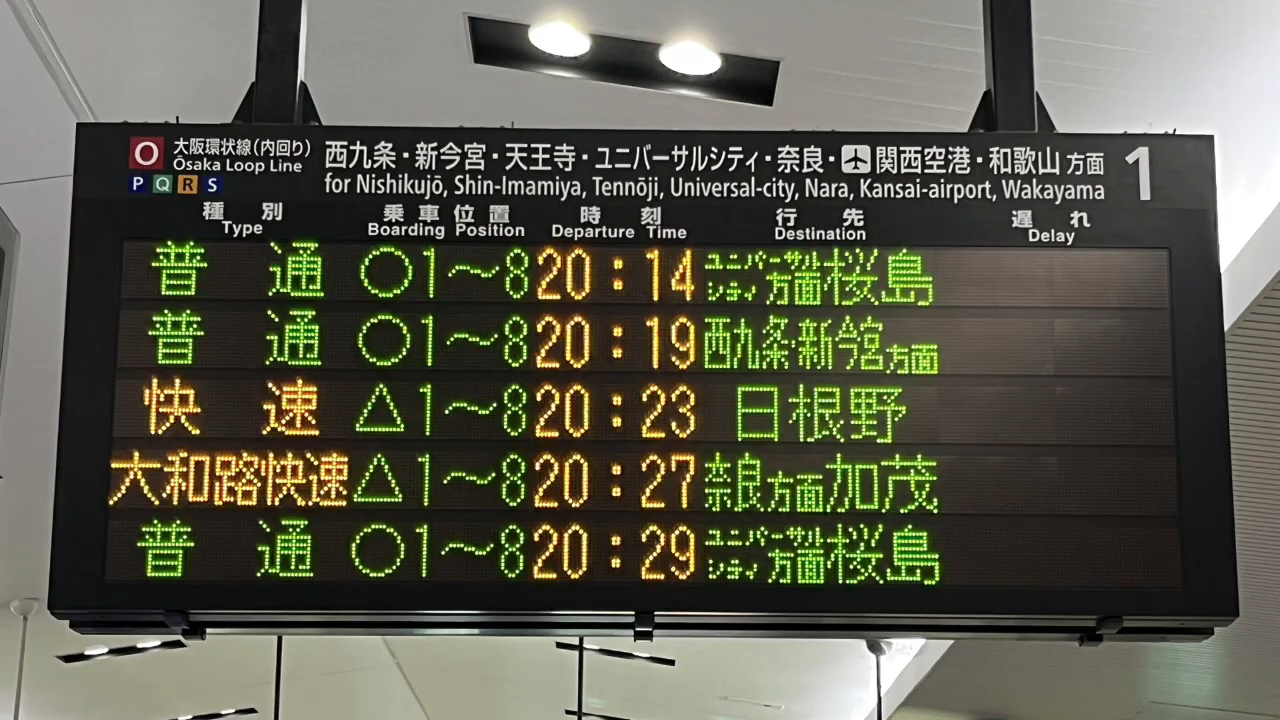 O 大阪環状線(内回り)
Ōsaka Loop Line
P Q R S
西九条・新今宮・天王寺・ユニバーサルシティ・奈良・関西空港・和歌山 方面
for Nishikujō, Shin-Imamiya, Tennōji, Universal-city, Nara, Kansai-airport, Wakayama
1
種別 乗車位置 時刻 行先 遅れ
Type Boarding Position Departure Time Destination Delay
普通 ○1～8 20:14 ユニバーサルシティ方面桜島
普通 ○1～8 20:19 西九条・新今宮方面
快速 △1～8 20:23 日根野
大和路快速 △1～8 20:27 奈良方面加茂
普通 ○1～8 20:29 ユニバーサルシティ方面桜島